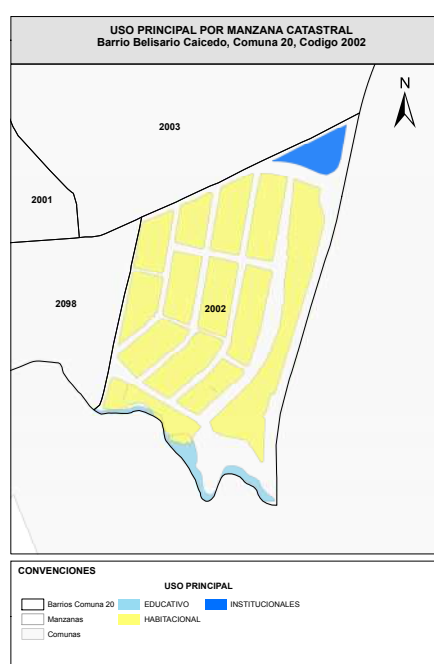 USO PRINCIPAL POR MANZANA CATASTRAL
Barrio Belisario Caicedo, Comuna 20, Codigo 2002
N
2003
2001
2098
2002
CONVENCIONES
USO PRINCIPAL
Barrios Comuna 20 EDUCATIVO INSTITUCIONALES
Manzanas HABITACIONAL
Comunas